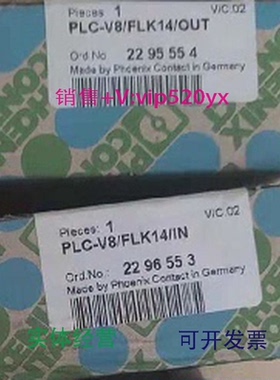 Pieces: 1
V/C.02
PLC-V8/FLK14/OUT
Ord No 22 95 55 4
Made by Phoenix Contact in Germany
销售+V:vip520yx
Pieces: 1
V/C.02
PLC-V8/FLK14/IN
Ord.No.: 22 96 55 3
Made by Phoenix Contact in Germany
实体经营
可开发票